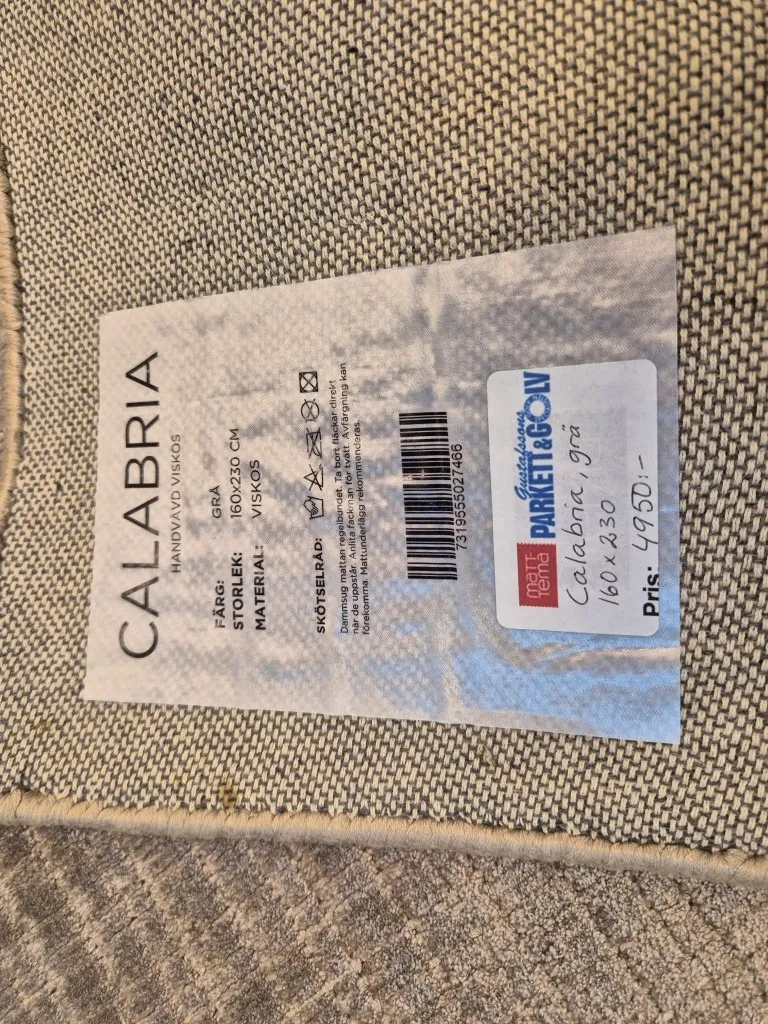 CALABRIA
HANDVÄVD VISKOS
FÄRG: GRÅ
STORLEK: 160x230 CM
MATERIAL: VISKOS
SKÖTSELRÅD:
Dammsug mattan regelbundet. Ta bort fläckar direkt
när de uppstår. Anlita fackman för tvätt. Avfärgning kan
förekomma. Mattunderlägg rekommenderas.
7319555027466
matt-
tema
Gustafssons
PARKETT&GOLV
Calabria, grå
160 x 230
Pris: 4950:-